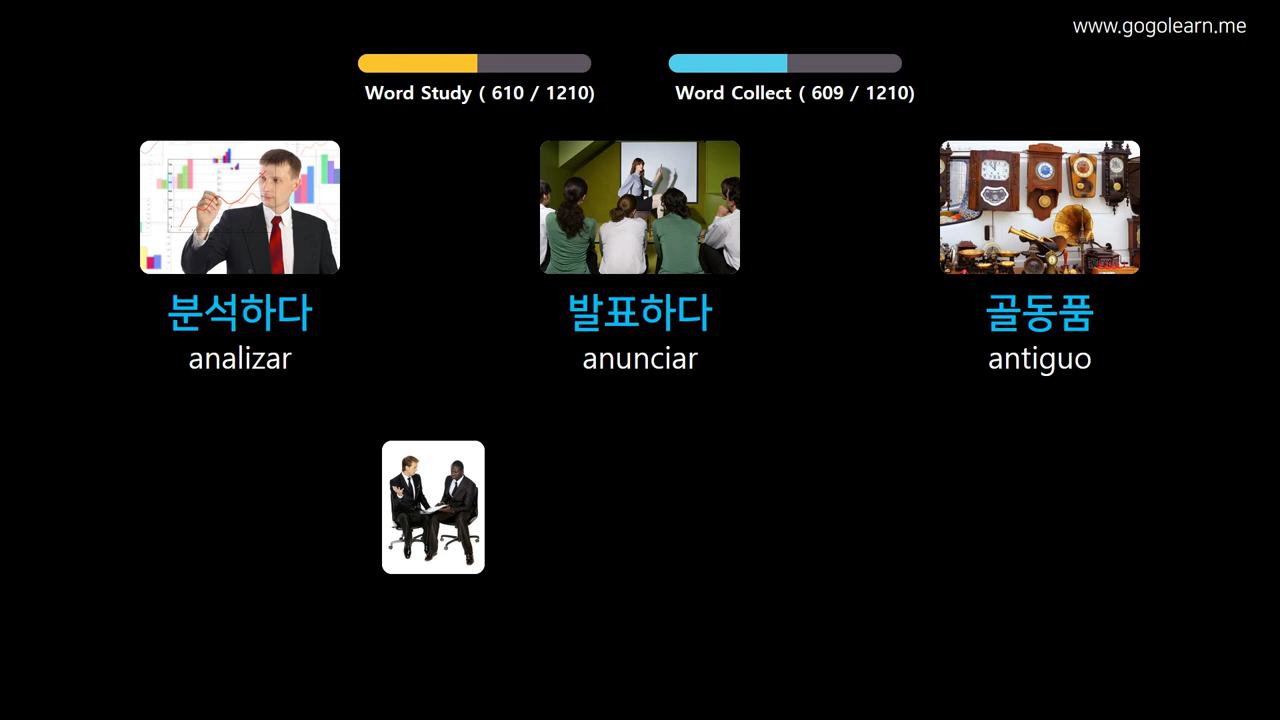 www.gogolearn.me
Word Study ( 610 / 1210)
Word Collect ( 609 / 1210)
분석하다
발표하다
골동품
analizar
anunciar
antiguo